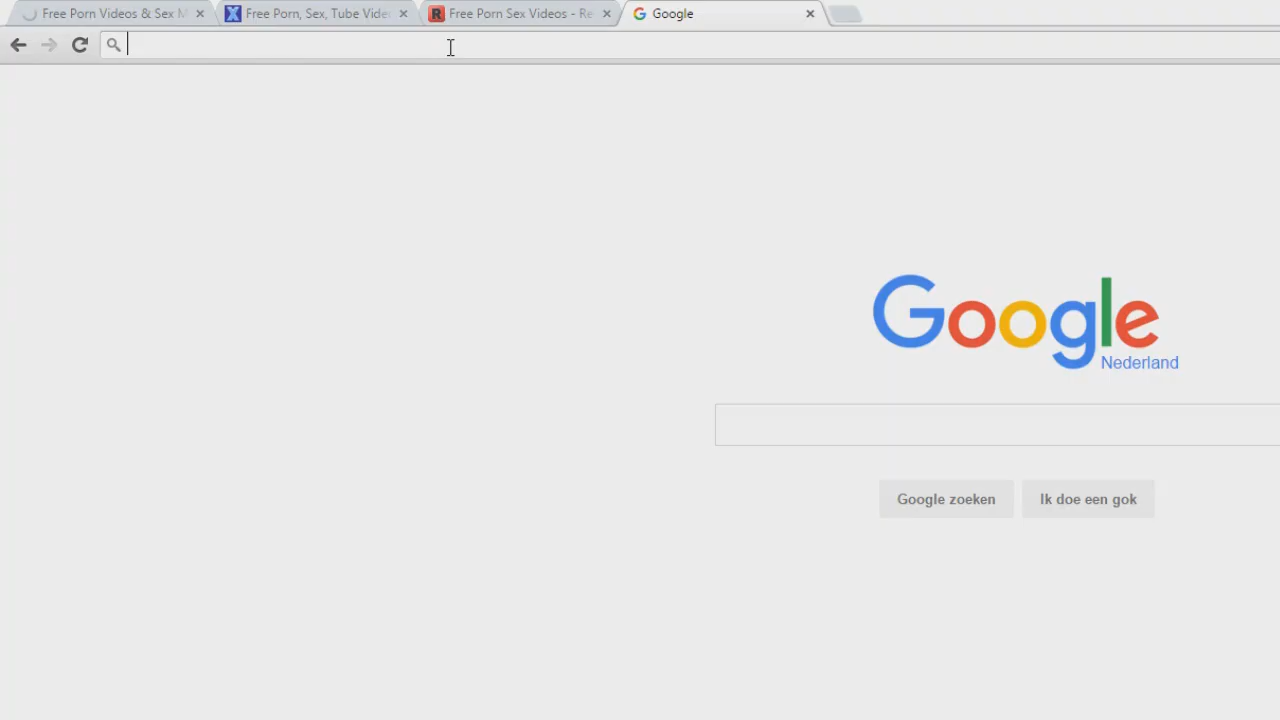 Free Porn Videos & Sex M
Free Porn, Sex, Tube Vide
Free Porn Sex Videos - Re
Google
Google
Nederland
Google zoeken
Ik doe een gok